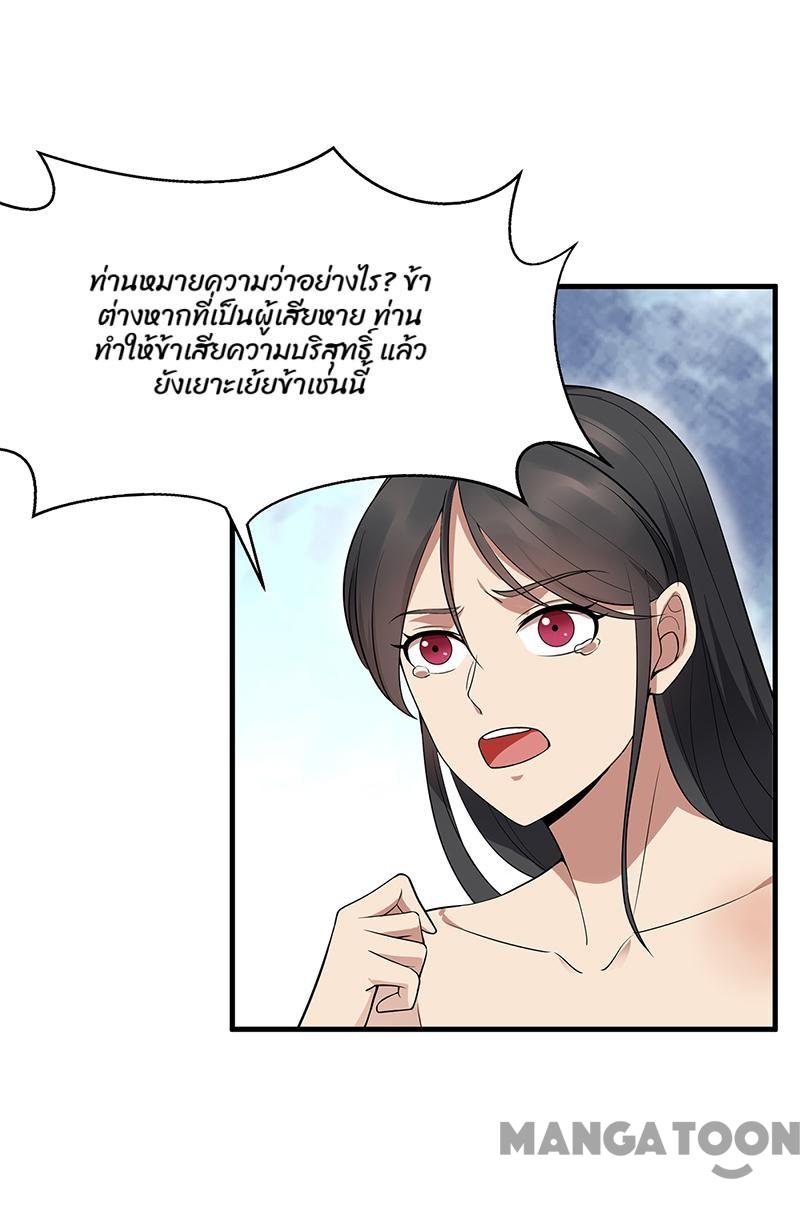 ท่านหมายความว่าอย่างไร? ข้า
ต่างหากที่เป็นผู้เสียหาย ท่าน
ทำให้ข้าเสียความบริสุทธิ์ แล้ว
ยังเยาะเย้ยข้าเช่นนี้
MANGATOON